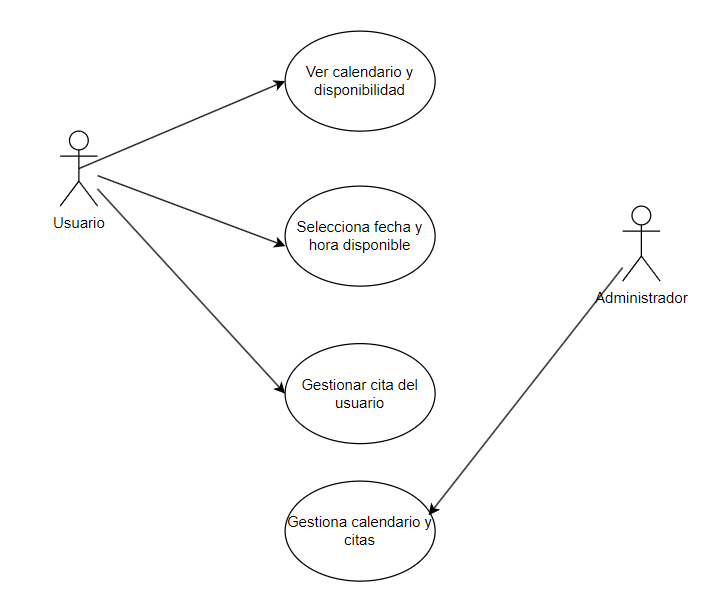 Ver calendario y
disponibilidad
Usuario
Selecciona fecha y
hora disponible
Administrador
Gestionar cita del
usuario
Gestiona calendario y
citas